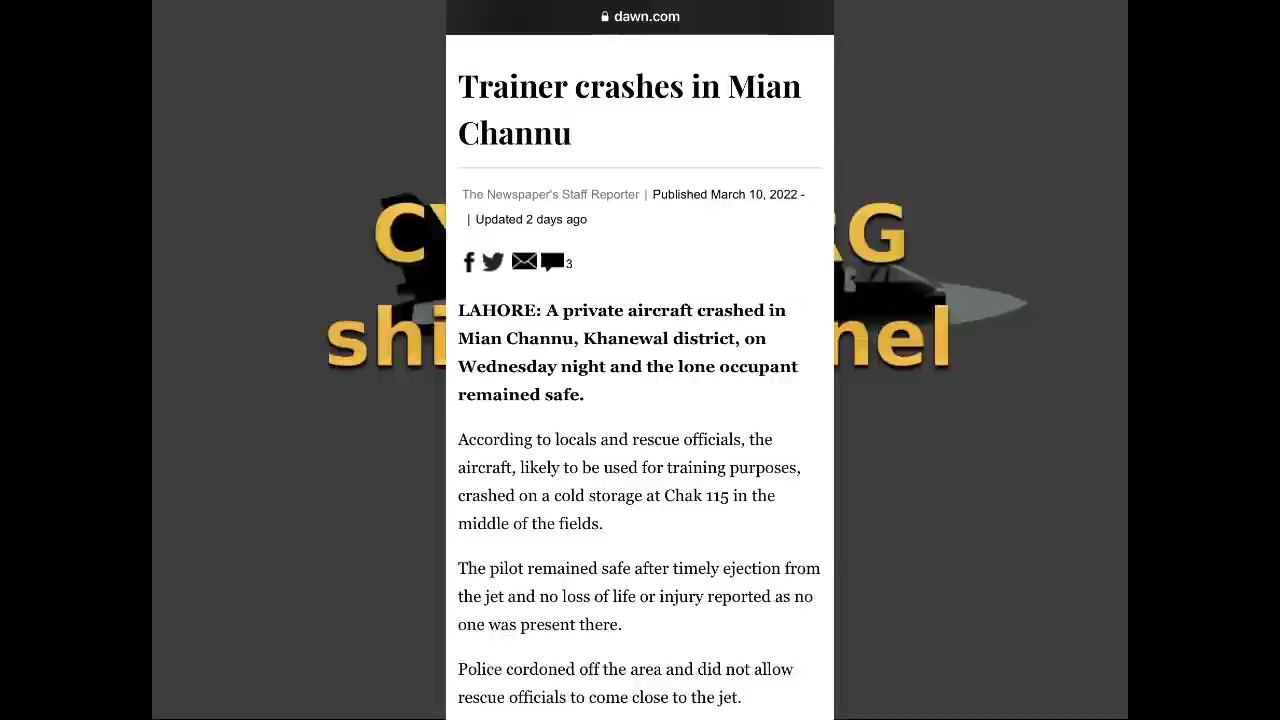 dawn.com
Trainer crashes in Mian
Channu
The Newspaper's Staff Reporter | Published March 10, 2022 -
| Updated 2 days ago
3
LAHORE: A private aircraft crashed in
Mian Channu, Khanewal district, on
Wednesday night and the lone occupant
remained safe.
According to locals and rescue officials, the
aircraft, likely to be used for training purposes,
crashed on a cold storage at Chak 115 in the
middle of the fields.
The pilot remained safe after timely ejection from
the jet and no loss of life or injury reported as no
one was present there.
Police cordoned off the area and did not allow
rescue officials to come close to the jet.